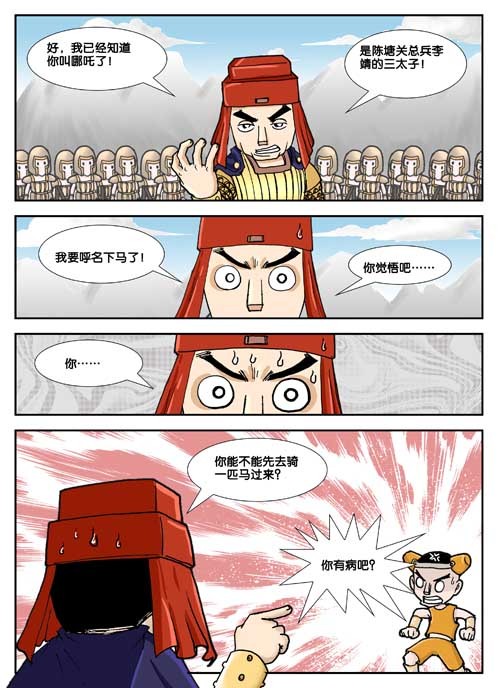 好，我已经知道
你叫哪吒了！
是陈塘关总兵李
靖的三太子！
我要呼名下马了！
你觉悟吧……
你……
你能不能先去骑
一匹马过来？
你有病吧？